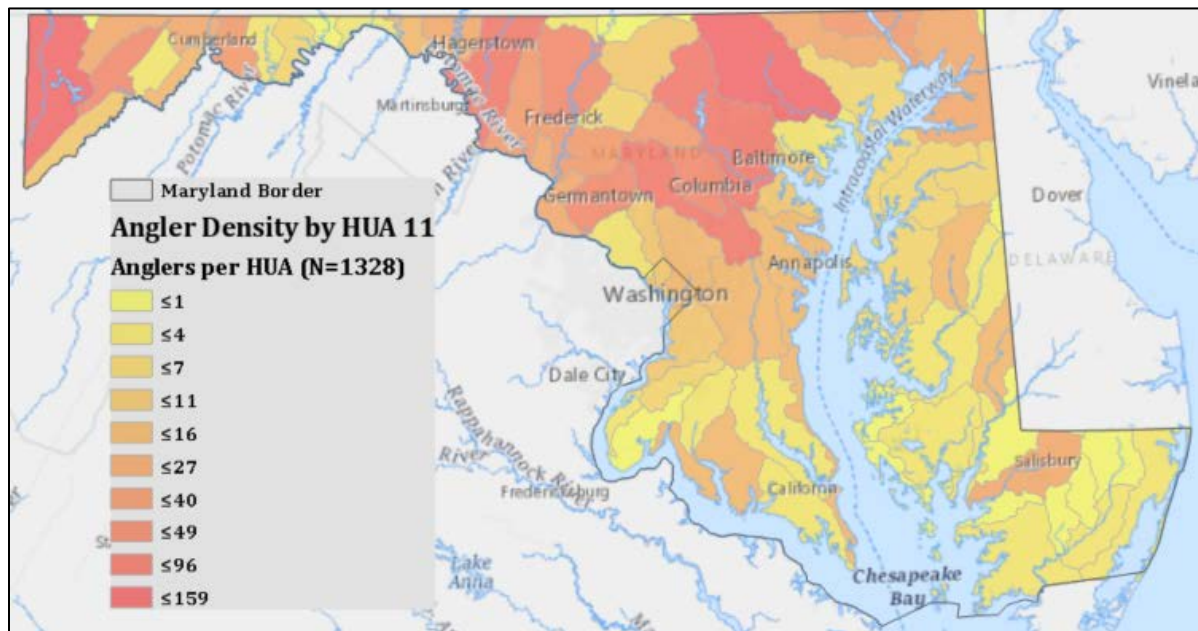 Cumberland
Hagerstown
Potomac River
Martinsburg
Frederick
MARYLAND
Baltimore
Intracoastal Waterway
Vinela
Germantown
Columbia
Dover
Annapolis
DELAWARE
Washington
Maryland Border
Angler Density by HUA 11
Anglers per HUA (N=1328)
≤1
≤4
≤7
≤11
≤16
≤27
≤40
≤49
≤96
≤159
Dale City
Rappahannock River
River
Fredericksburg
California
Salisbury
Lake
Anna
Chesapeake
Bay